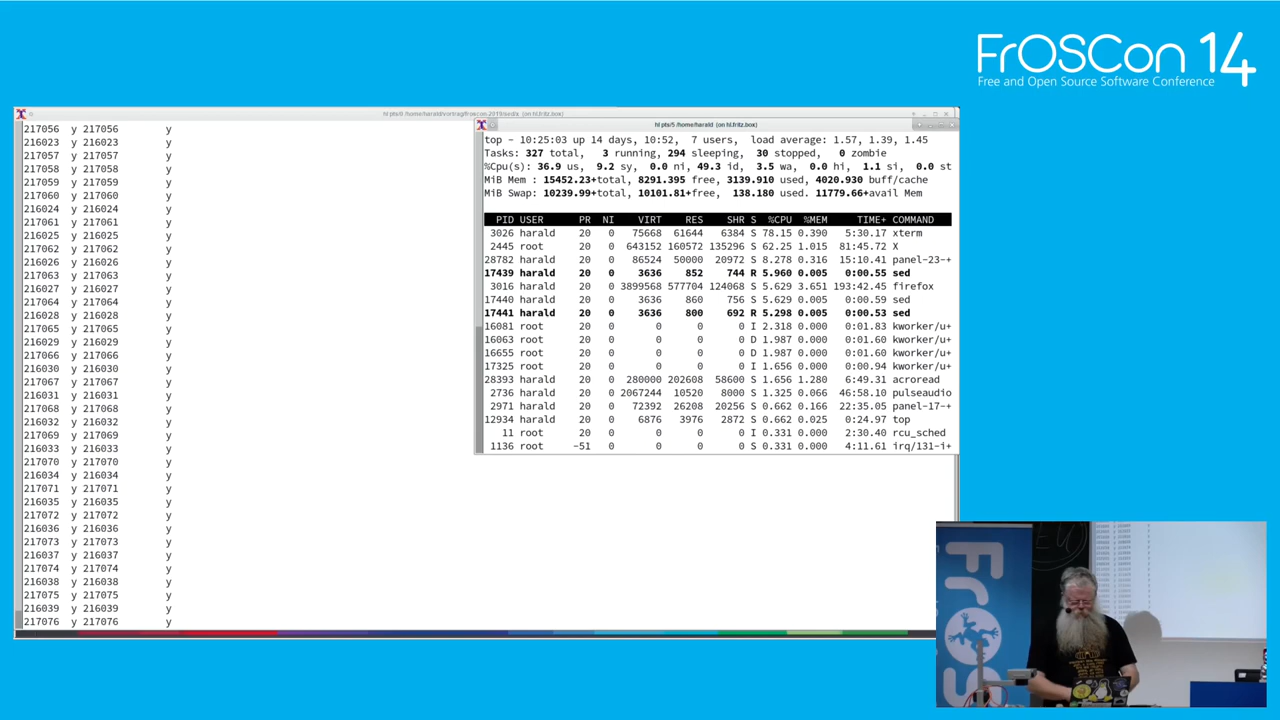 FrOSCon 14
Free and Open Source Software Conference
hl pts/8 /home/harald/vortrag/froscon.2019/sed/a (on hl.fritz.box)
217056 y 217056 y
216023 y 216023 y
217057 y 217057 y
217058 y 217058 y
217059 y 217059 y
217060 y 217060 y
216024 y 216024 y
217061 y 217061 y
216025 y 216025 y
217062 y 217062 y
216026 y 216026 y
217063 y 217063 y
216027 y 216027 y
217064 y 217064 y
216028 y 216028 y
217065 y 217065 y
216029 y 216029 y
217066 y 217066 y
216030 y 216030 y
217067 y 217067 y
216031 y 216031 y
217068 y 217068 y
216032 y 216032 y
217069 y 217069 y
216033 y 216033 y
217070 y 217070 y
216034 y 216034 y
217071 y 217071 y
216035 y 216035 y
217072 y 217072 y
216036 y 216036 y
217073 y 217073 y
216037 y 216037 y
217074 y 217074 y
216038 y 216038 y
217075 y 217075 y
216039 y 216039 y
217076 y 217076 y
hl pts/5 /home/harald (on hl.fritz.box)
top - 10:25:03 up 14 days, 10:52, 7 users, load average: 1.57, 1.39, 1.45
Tasks: 327 total, 3 running, 294 sleeping, 30 stopped, 0 zombie
%Cpu(s): 36.9 us, 9.2 sy, 0.0 ni, 49.3 id, 3.5 wa, 0.0 hi, 1.1 si, 0.0 st
MiB Mem : 15452.23+total, 8291.395 free, 3139.910 used, 4020.930 buff/cache
MiB Swap: 10239.99+total, 10101.81+free, 138.180 used. 11779.66+avail Mem
PID USER PR NI VIRT RES SHR S %CPU %MEM TIME+ COMMAND
3026 harald 20 0 75668 61644 6384 S 78.15 0.390 5:30.17 xterm
2445 root 20 0 643152 160572 135296 S 62.25 1.015 81:45.72 X
28782 harald 20 0 86524 50000 20972 S 8.278 0.316 15:10.41 panel-23-+
17439 harald 20 0 3636 852 744 R 5.960 0.005 0:00.55 sed
3016 harald 20 0 3899568 577704 124068 S 5.629 3.651 193:42.45 firefox
17440 harald 20 0 3636 860 756 S 5.629 0.005 0:00.59 sed
17441 harald 20 0 3636 800 692 R 5.298 0.005 0:00.53 sed
16081 root 20 0 0 0 0 I 2.318 0.000 0:01.83 kworker/u+
16063 root 20 0 0 0 0 D 1.987 0.000 0:01.60 kworker/u+
16655 root 20 0 0 0 0 D 1.987 0.000 0:01.60 kworker/u+
17325 root 20 0 0 0 0 I 1.656 0.000 0:00.94 kworker/u+
28393 harald 20 0 280000 202608 58600 S 1.656 1.280 6:49.31 acroread
2736 harald 20 0 2067244 10520 8000 S 1.325 0.066 46:58.10 pulseaudio
2971 harald 20 0 72392 26208 20256 S 0.662 0.166 22:35.05 panel-17-+
12934 harald 20 0 6876 3976 2872 S 0.662 0.025 0:24.97 top
11 root 20 0 0 0 0 I 0.331 0.000 2:30.40 rcu_sched
1136 root -51 0 0 0 0 S 0.331 0.000 4:11.61 irq/131-i+
FrOS